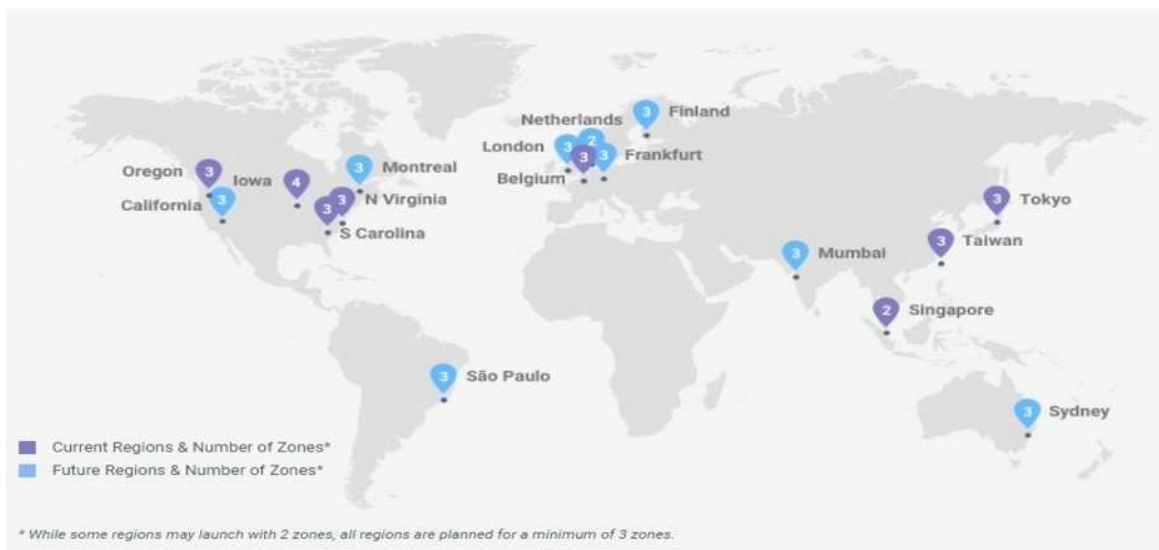 3 Finland
Netherlands
2
London 3
3 Frankfurt
3
Belgium
Oregon 3
Iowa 4
3 Montreal
California 3
3 N Virginia
3 S Carolina
3 Tokyo
3 Taiwan
3 Mumbai
2 Singapore
3 São Paulo
3 Sydney
Current Regions & Number of Zones*
Future Regions & Number of Zones*
* While some regions may launch with 2 zones, all regions are planned for a minimum of 3 zones.